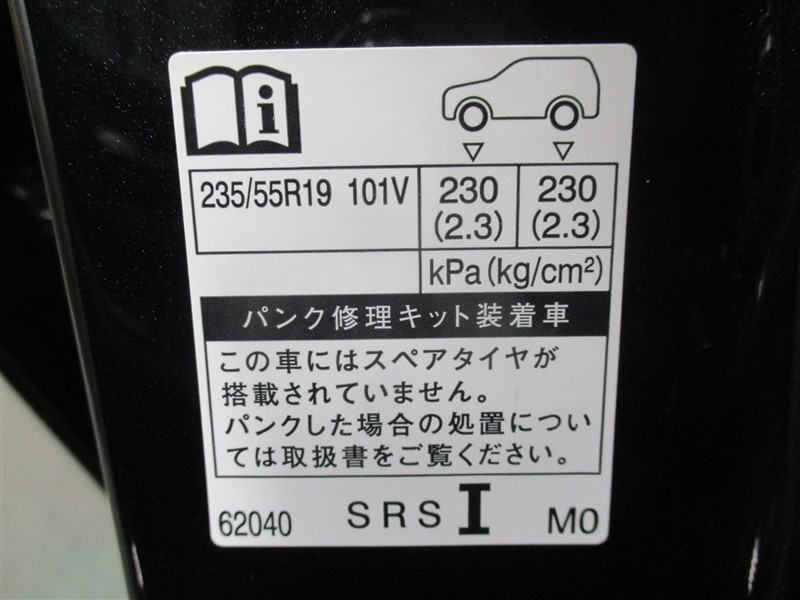 i
235/55R19 101V 230 230
(2.3) (2.3)
kPa(kg/cm²)
パンク修理キット装着車
この車にはスペアタイヤが
搭載されていません。
パンクした場合の処置につい
ては取扱書をご覧ください。
62040 SRS I M0